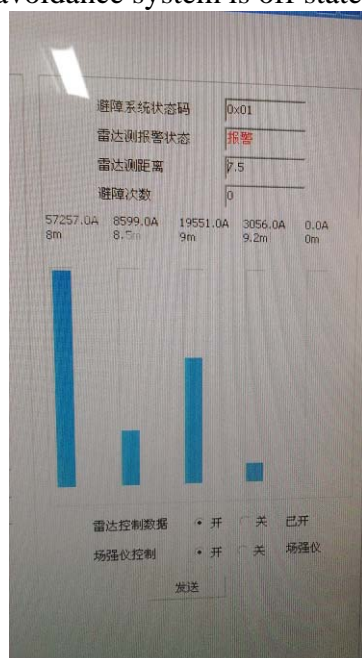 avoidance system is off state
避障系统状态码 0x01
雷达测报警状态 报警
雷达测距离 7.5
避障次数 0
57257.0A 8599.0A 19551.0A 3056.0A 0.0A
8m 8.5m 9m 9.2m 0m
雷达控制数据 开 关 已开
场强仪控制 开 关 场强仪
发送